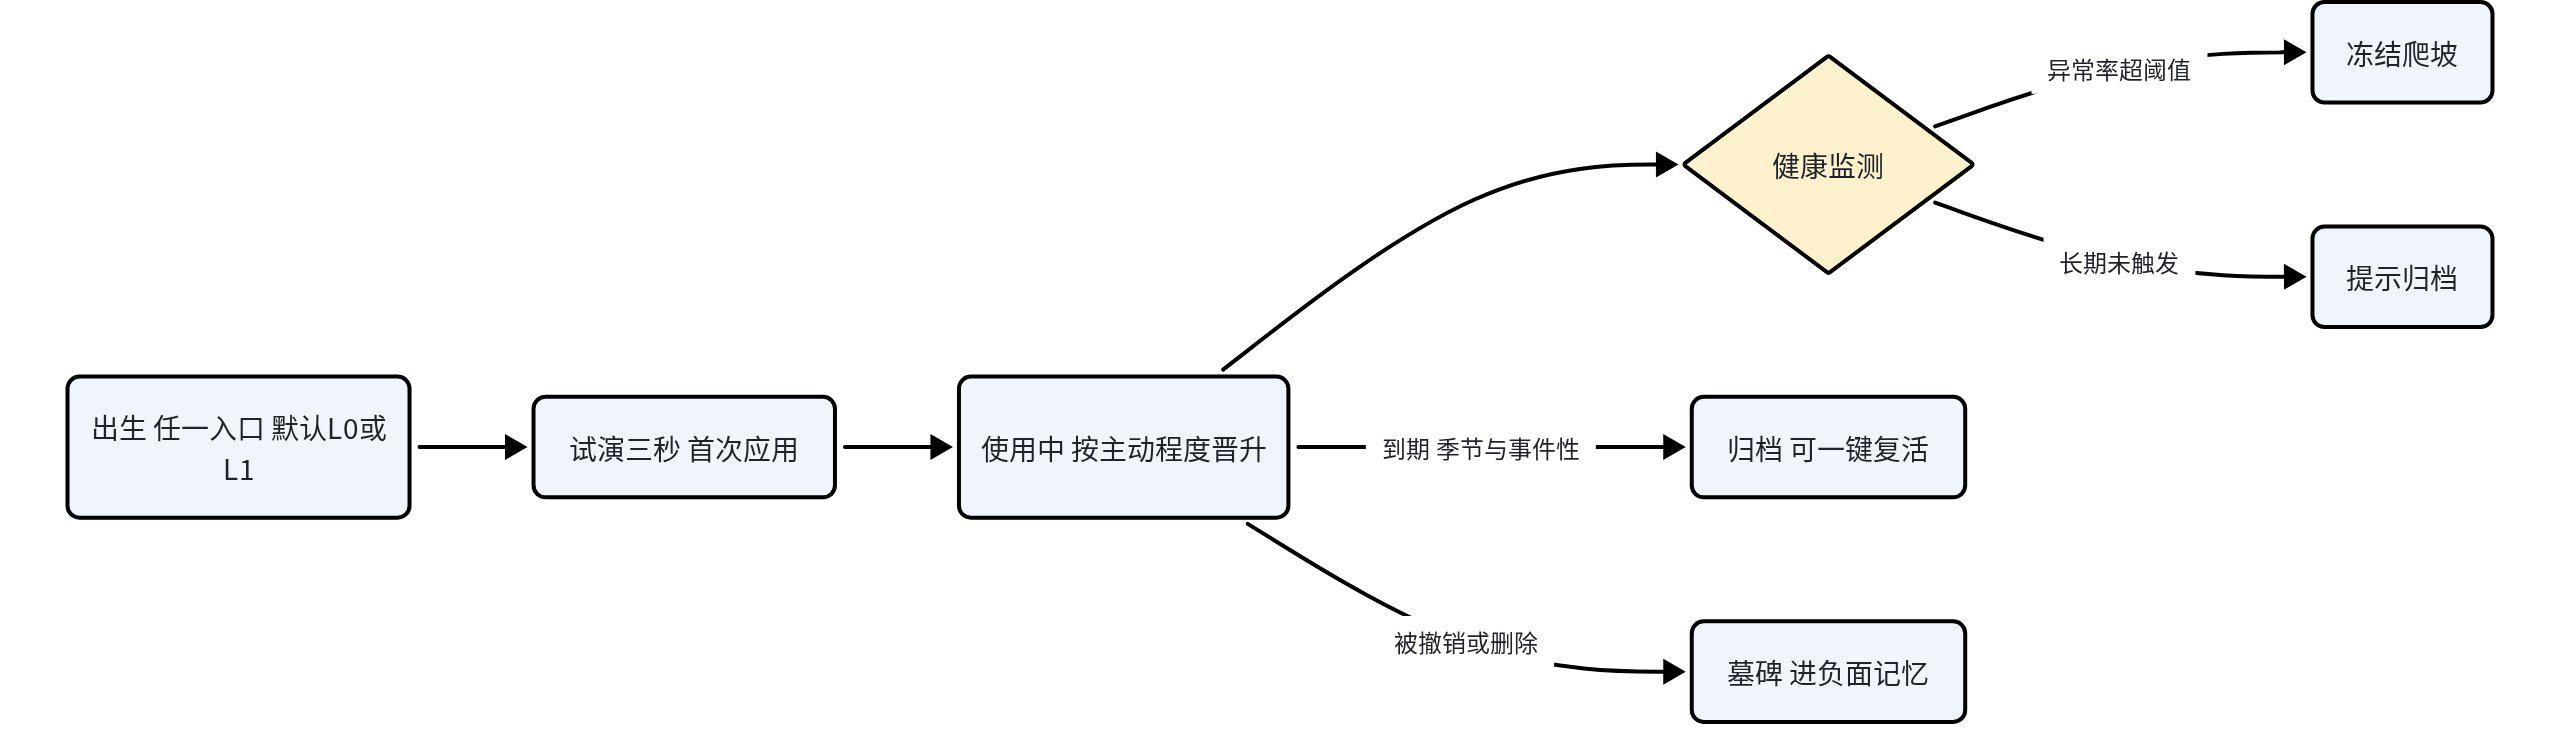 出生 任一入口 默认L0或
L1
试演三秒 首次应用
使用中 按主动程度晋升
健康监测
异常率超阈值
冻结爬坡
长期未触发
提示归档
到期 季节与事件性
归档 可一键复活
被撤销或删除
墓碑 进负面记忆